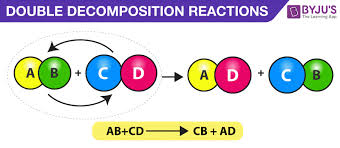 DOUBLE DECOMPOSITION REACTIONS
BYJU'S
The Learning App
A B + C D → A D + C B
AB+CD → CB + AD